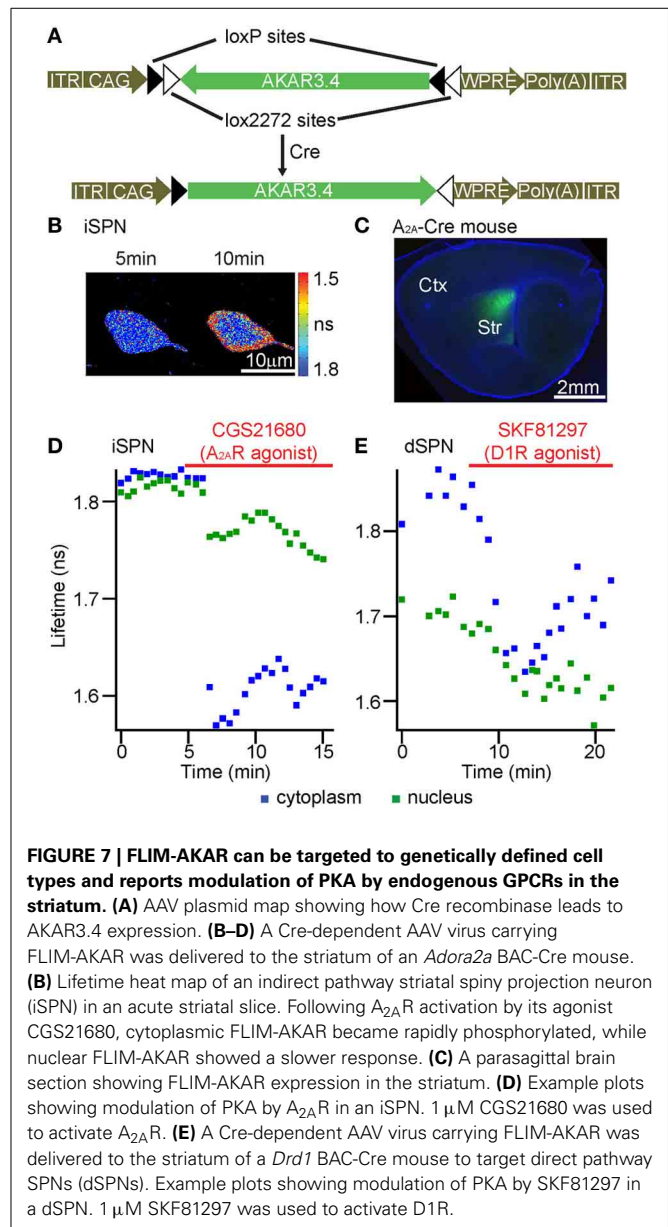 A
loxP sites
ITR CAG AKAR3.4 WPRE Poly(A) ITR
lox2272 sites
Cre
ITR CAG AKAR3.4 WPRE Poly(A) ITR
B iSPN
5min 10min
1.5
ns
1.8
10μm
C A2A-Cre mouse
Ctx
Str
2mm
D iSPN
CGS21680
(A2AR agonist)
1.8
1.7
1.6
Lifetime (ns)
0 5 10 15
Time (min)
E dSPN
SKF81297
(D1R agonist)
1.8
1.7
1.6
0 10 20
Time (min)
cytoplasm nucleus
FIGURE 7 | FLIM-AKAR can be targeted to genetically defined cell
types and reports modulation of PKA by endogenous GPCRs in the
striatum. (A) AAV plasmid map showing how Cre recombinase leads to
AKAR3.4 expression. (B–D) A Cre-dependent AAV virus carrying
FLIM-AKAR was delivered to the striatum of an Adora2a BAC-Cre mouse.
(B) Lifetime heat map of an indirect pathway striatal spiny projection neuron
(iSPN) in an acute striatal slice. Following A2AR activation by its agonist
CGS21680, cytoplasmic FLIM-AKAR became rapidly phosphorylated, while
nuclear FLIM-AKAR showed a slower response. (C) A parasagittal brain
section showing FLIM-AKAR expression in the striatum. (D) Example plots
showing modulation of PKA by A2AR in an iSPN. 1 μM CGS21680 was used
to activate A2AR. (E) A Cre-dependent AAV virus carrying FLIM-AKAR was
delivered to the striatum of a Drd1 BAC-Cre mouse to target direct pathway
SPNs (dSPNs). Example plots showing modulation of PKA by SKF81297 in
a dSPN. 1 μM SKF81297 was used to activate D1R.